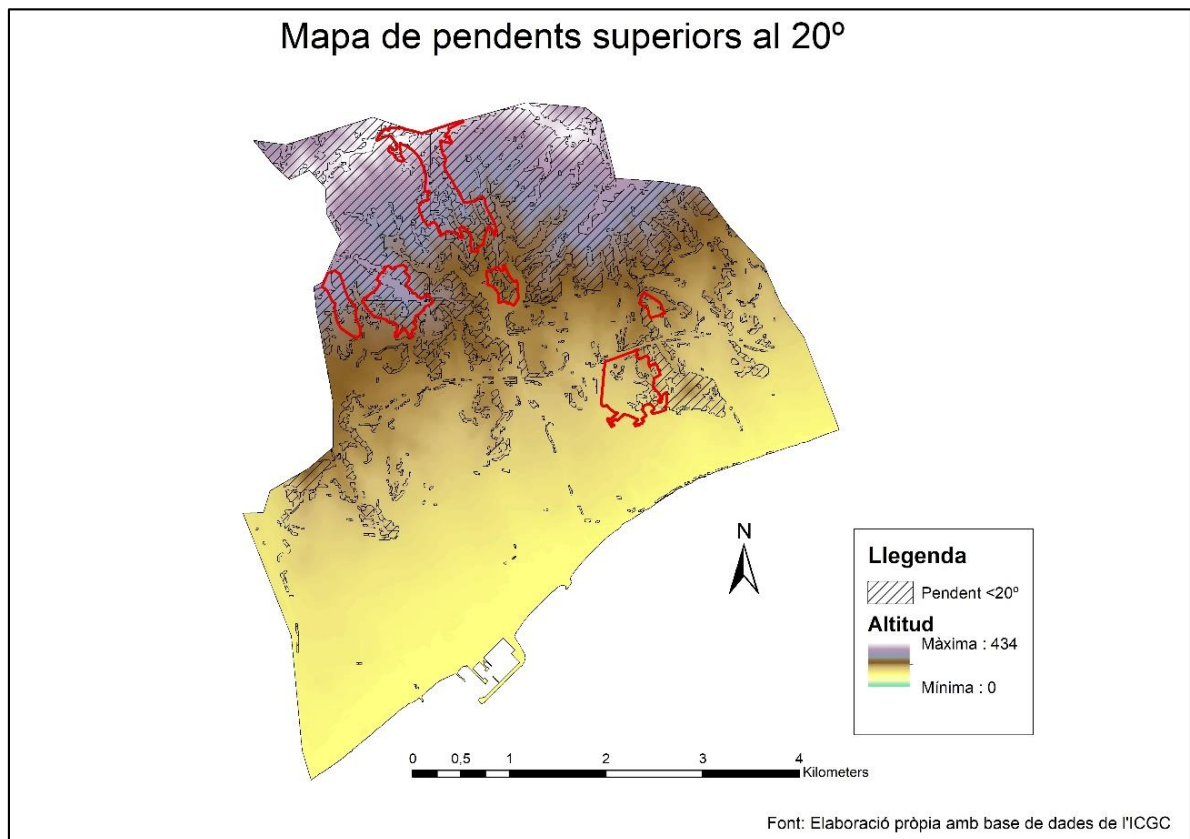 Mapa de pendents superiors al 20º
N
Llegenda
Pendent <20º
Altitud
Màxima : 434
Mínima : 0
0 0,5 1 2 3 4
Kilometers
Font: Elaboració pròpia amb base de dades de l'ICGC